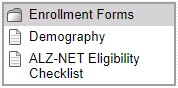 Enrollment Forms
Demography
ALZ-NET Eligibility
Checklist